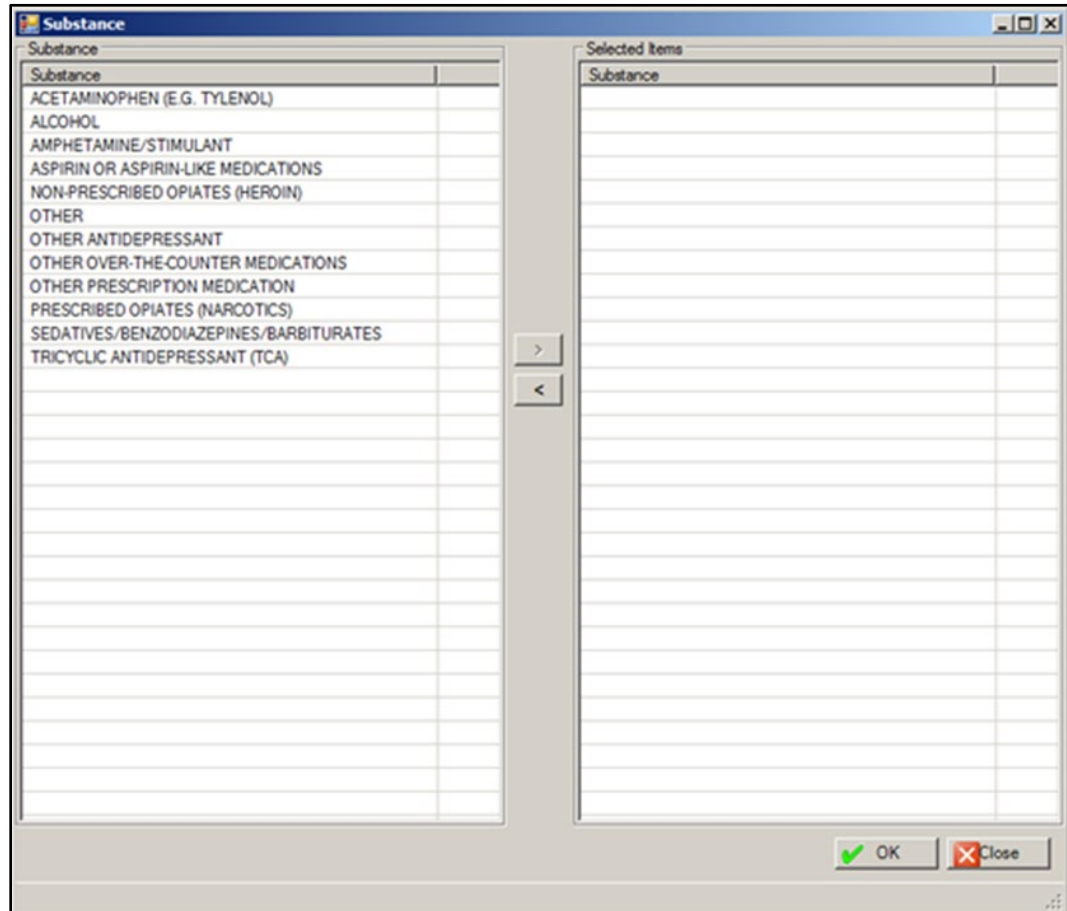 Substance
Substance
Selected Items
Substance
Substance
ACETAMINOPHEN (E.G. TYLENOL)
ALCOHOL
AMPHETAMINE/STIMULANT
ASPIRIN OR ASPIRIN-LIKE MEDICATIONS
NON-PRESCRIBED OPIATES (HEROIN)
OTHER
OTHER ANTIDEPRESSANT
OTHER OVER-THE-COUNTER MEDICATIONS
OTHER PRESCRIPTION MEDICATION
PRESCRIBED OPIATES (NARCOTICS)
SEDATIVES/BENZODIAZEPINES/BARBITURATES
TRICYCLIC ANTIDEPRESSANT (TCA)
>
<
OK
Close